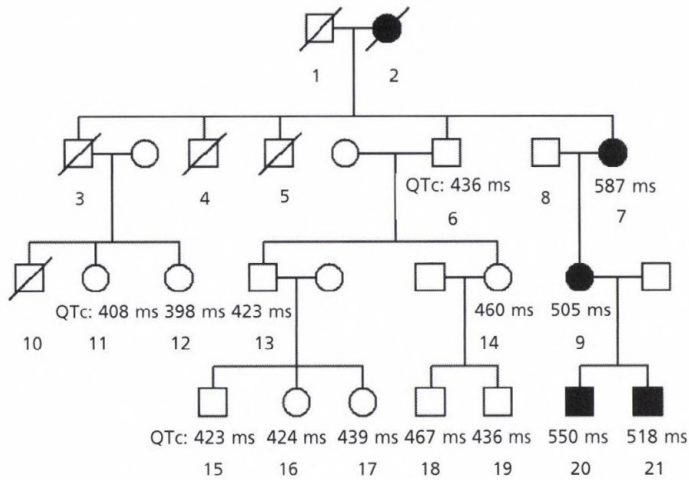 1 2
QTc: 436 ms 587 ms
3 4 5 6 8 7
QTc: 408 ms 398 ms 423 ms 460 ms 505 ms
10 11 12 13 14 9
QTc: 423 ms 424 ms 439 ms 467 ms 436 ms 550 ms 518 ms
15 16 17 18 19 20 21